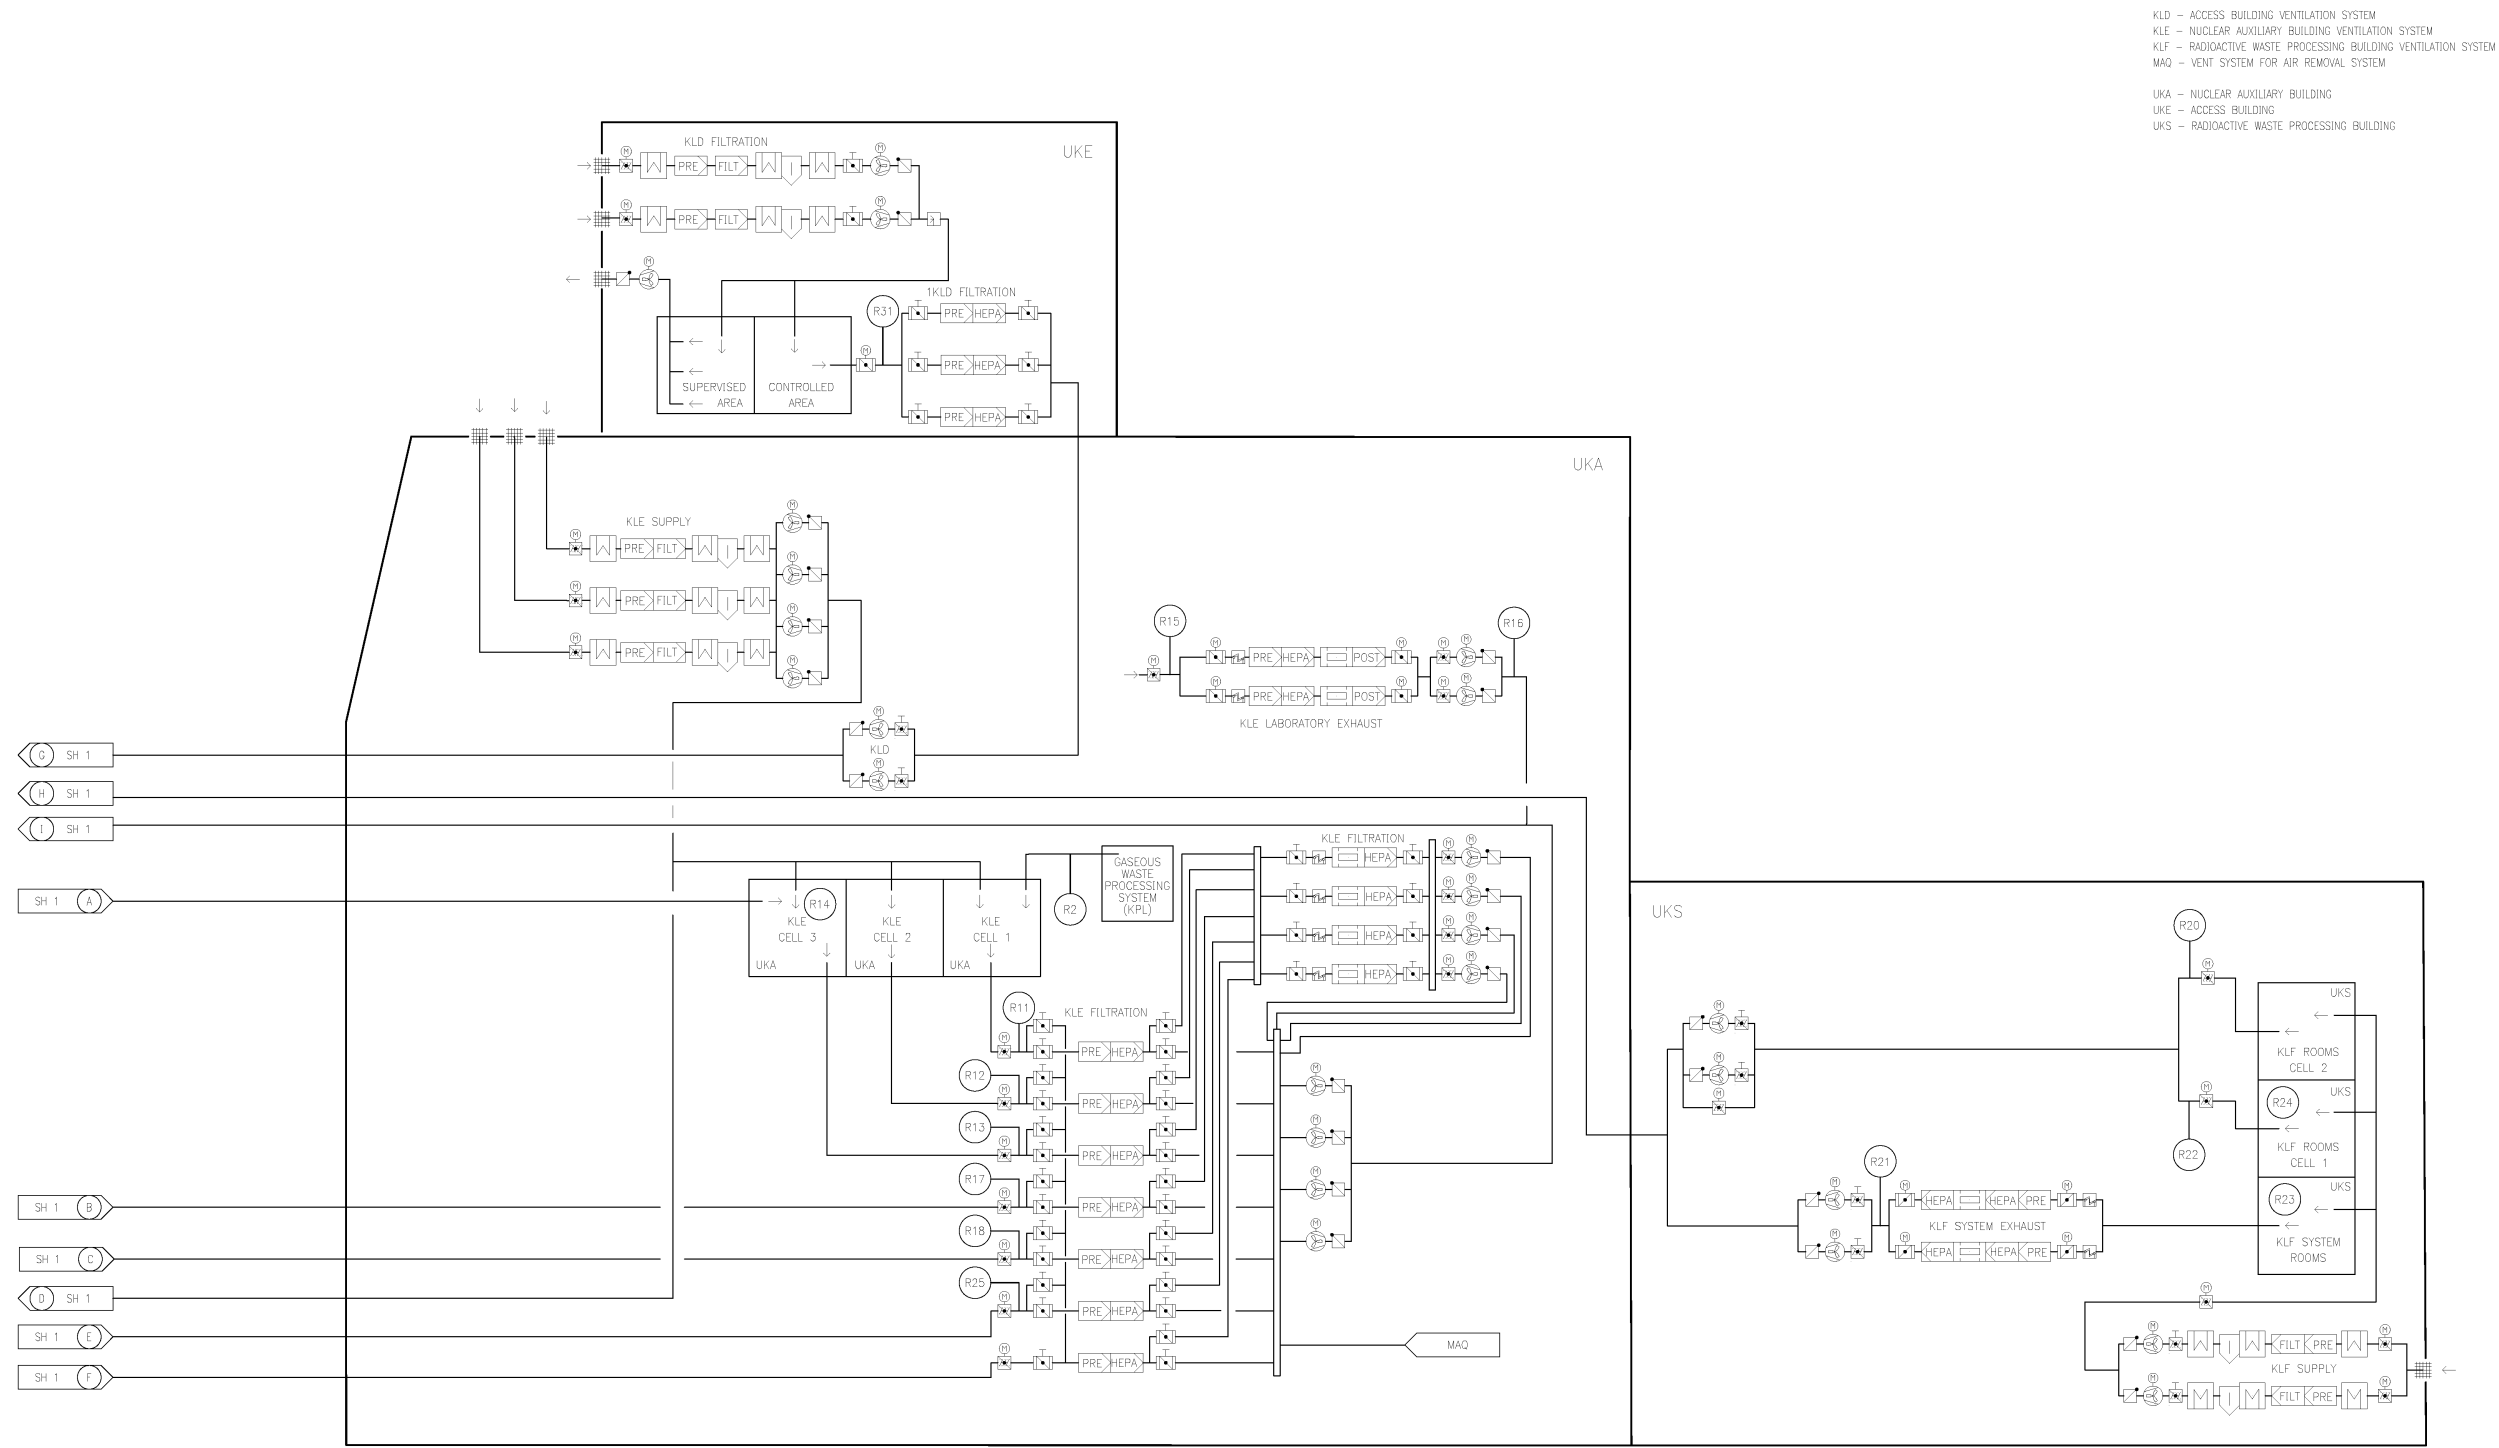 KLD – ACCESS BUILDING VENTILATION SYSTEM
KLE – NUCLEAR AUXILIARY BUILDING VENTILATION SYSTEM
KLF – RADIOACTIVE WASTE PROCESSING BUILDING VENTILATION SYSTEM
MAQ – VENT SYSTEM FOR AIR REMOVAL SYSTEM
UKA – NUCLEAR AUXILIARY BUILDING
UKE – ACCESS BUILDING
UKS – RADIOACTIVE WASTE PROCESSING BUILDING
KLD FILTRATION
UKE
M M
PRE FILT
M M
PRE FILT
M
1KLD FILTRATION
R31
PRE HEPA
M
PRE HEPA
SUPERVISED
AREA
CONTROLLED
AREA
PRE HEPA
UKA
KLE SUPPLY
M
M
PRE FILT
M
M
PRE FILT
M
M
PRE FILT
M
R15
R16
M
M M M M
PRE HEPA POST
M M M M
PRE HEPA POST
KLE LABORATORY EXHAUST
M
KLD
M
G SH 1
H SH 1
I SH 1
SH 1 A
GASEOUS
WASTE
PROCESSING
SYSTEM
(KPL)
R2
R14
KLE
CELL 3
UKA
KLE
CELL 2
UKA
KLE
CELL 1
UKA
KLE FILTRATION
HEPA M M
HEPA M M
HEPA M M
HEPA M M
UKS
R11
KLE FILTRATION
M
PRE HEPA
R12
M
PRE HEPA
R13
M
PRE HEPA
R17
M
PRE HEPA
R18
M
PRE HEPA
R25
M
PRE HEPA
M
PRE HEPA
M
M
M
M
SH 1 B
SH 1 C
D SH 1
SH 1 E
SH 1 F
MAQ
R20
M
UKS
KLF ROOMS
CELL 2
M
M
M
M
UKS
R24
KLF ROOMS
CELL 1
R22
R21
UKS
R23
M M M
HEPA HEPA PRE
KLF SYSTEM EXHAUST
M M M
HEPA HEPA PRE
KLF SYSTEM
ROOMS
M
M M
FILT PRE
KLF SUPPLY
M M
FILT PRE